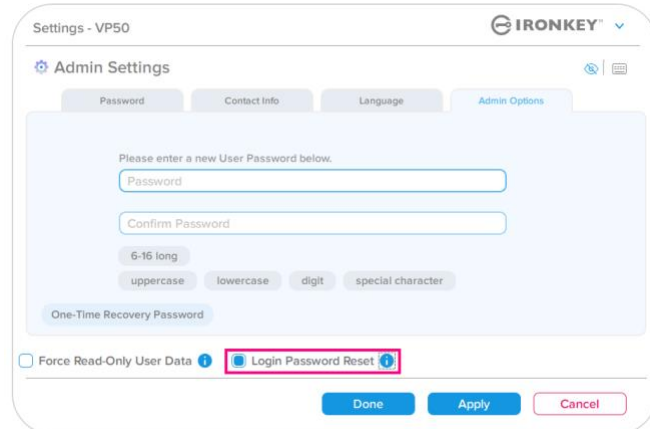 Settings - VP50
IRONKEY™
Admin Settings
Password Contact Info Language Admin Options
Please enter a new User Password below.
Password
Confirm Password
6-16 long
uppercase lowercase digit special character
One-Time Recovery Password
Force Read-Only User Data i Login Password Reset i
Done Apply Cancel